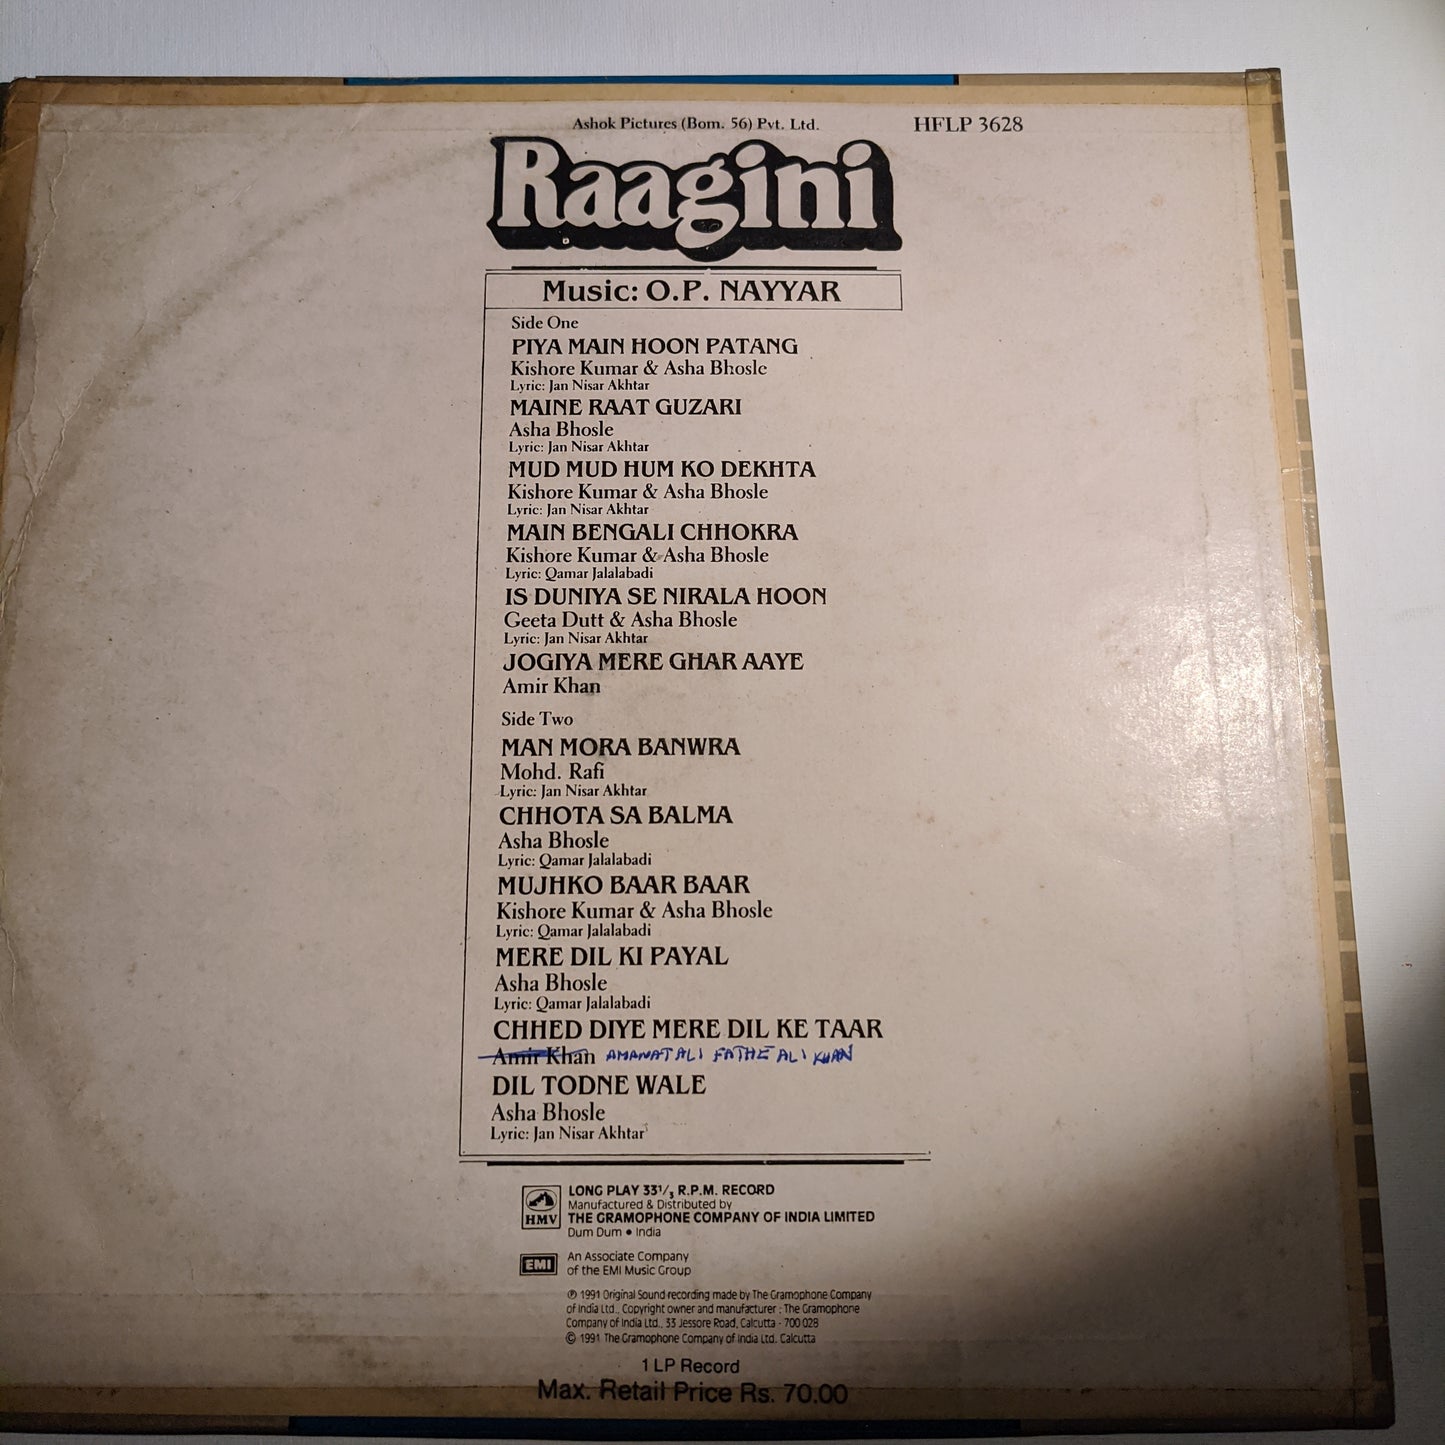 Ashok Pictures (Bom. 56) Pvt. Ltd.
HFLP 3628
Raagini
Music: O.P. NAYYAR
Side One
PIYA MAIN HOON PATANG
Kishore Kumar & Asha Bhosle
Lyric: Jan Nisar Akhtar
MAINE RAAT GUZARI
Asha Bhosle
Lyric: Jan Nisar Akhtar
MUD MUD HUM KO DEKHTA
Kishore Kumar & Asha Bhosle
Lyric: Jan Nisar Akhtar
MAIN BENGALI CHHOKRA
Kishore Kumar & Asha Bhosle
Lyric: Qamar Jalalabadi
IS DUNIYA SE NIRALA HOON
Geeta Dutt & Asha Bhosle
Lyric: Jan Nisar Akhtar
JOGIYA MERE GHAR AAYE
Amir Khan
Side Two
MAN MORA BANWRA
Mohd. Rafi
Lyric: Jan Nisar Akhtar
CHHOTA SA BALMA
Asha Bhosle
Lyric: Qamar Jalalabadi
MUJHKO BAAR BAAR
Kishore Kumar & Asha Bhosle
Lyric: Qamar Jalalabadi
MERE DIL KI PAYAL
Asha Bhosle
Lyric: Qamar Jalalabadi
CHHED DIYE MERE DIL KE TAAR
Amir Khan AMANAT ALI FATHE ALI KHAN
DIL TODNE WALE
Asha Bhosle
Lyric: Jan Nisar Akhtar
HMV
LONG PLAY 33 1/3 R.P.M. RECORD
Manufactured & Distributed by
THE GRAMOPHONE COMPANY OF INDIA LIMITED
Dum Dum • India
EMI
An Associate Company
of the EMI Music Group
℗ 1991 Original Sound recording made by The Gramophone Company
of India Ltd., Copyright owner and manufacturer : The Gramophone
Company of India Ltd., 33 Jessore Road, Calcutta - 700 028
© 1991 The Gramophone Company of India Ltd. Calcutta
1 LP Record
Max. Retail Price Rs. 70.00